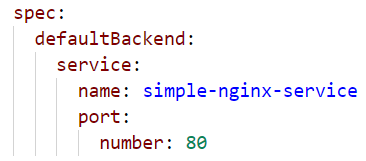 spec:
  defaultBackend:
    service:
      name: simple-nginx-service
      port:
        number: 80